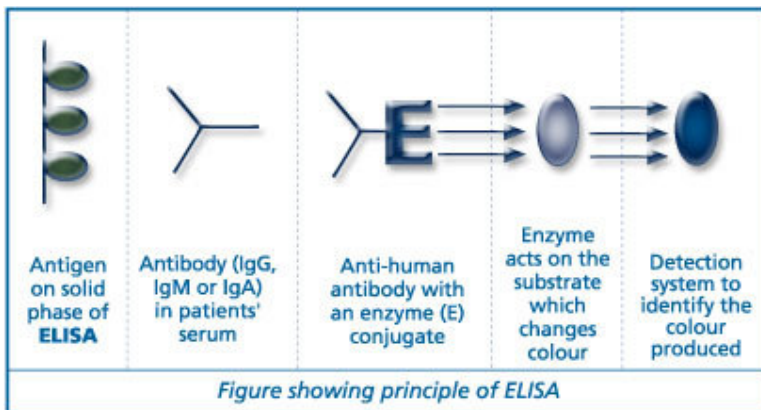 E
Antigen
on solid
phase of
ELISA
Antibody (IgG,
IgM or IgA)
in patients'
serum
Anti-human
antibody with
an enzyme (E)
conjugate
Enzyme
acts on the
substrate
which
changes
colour
Detection
system to
identify the
colour
produced
Figure showing principle of ELISA